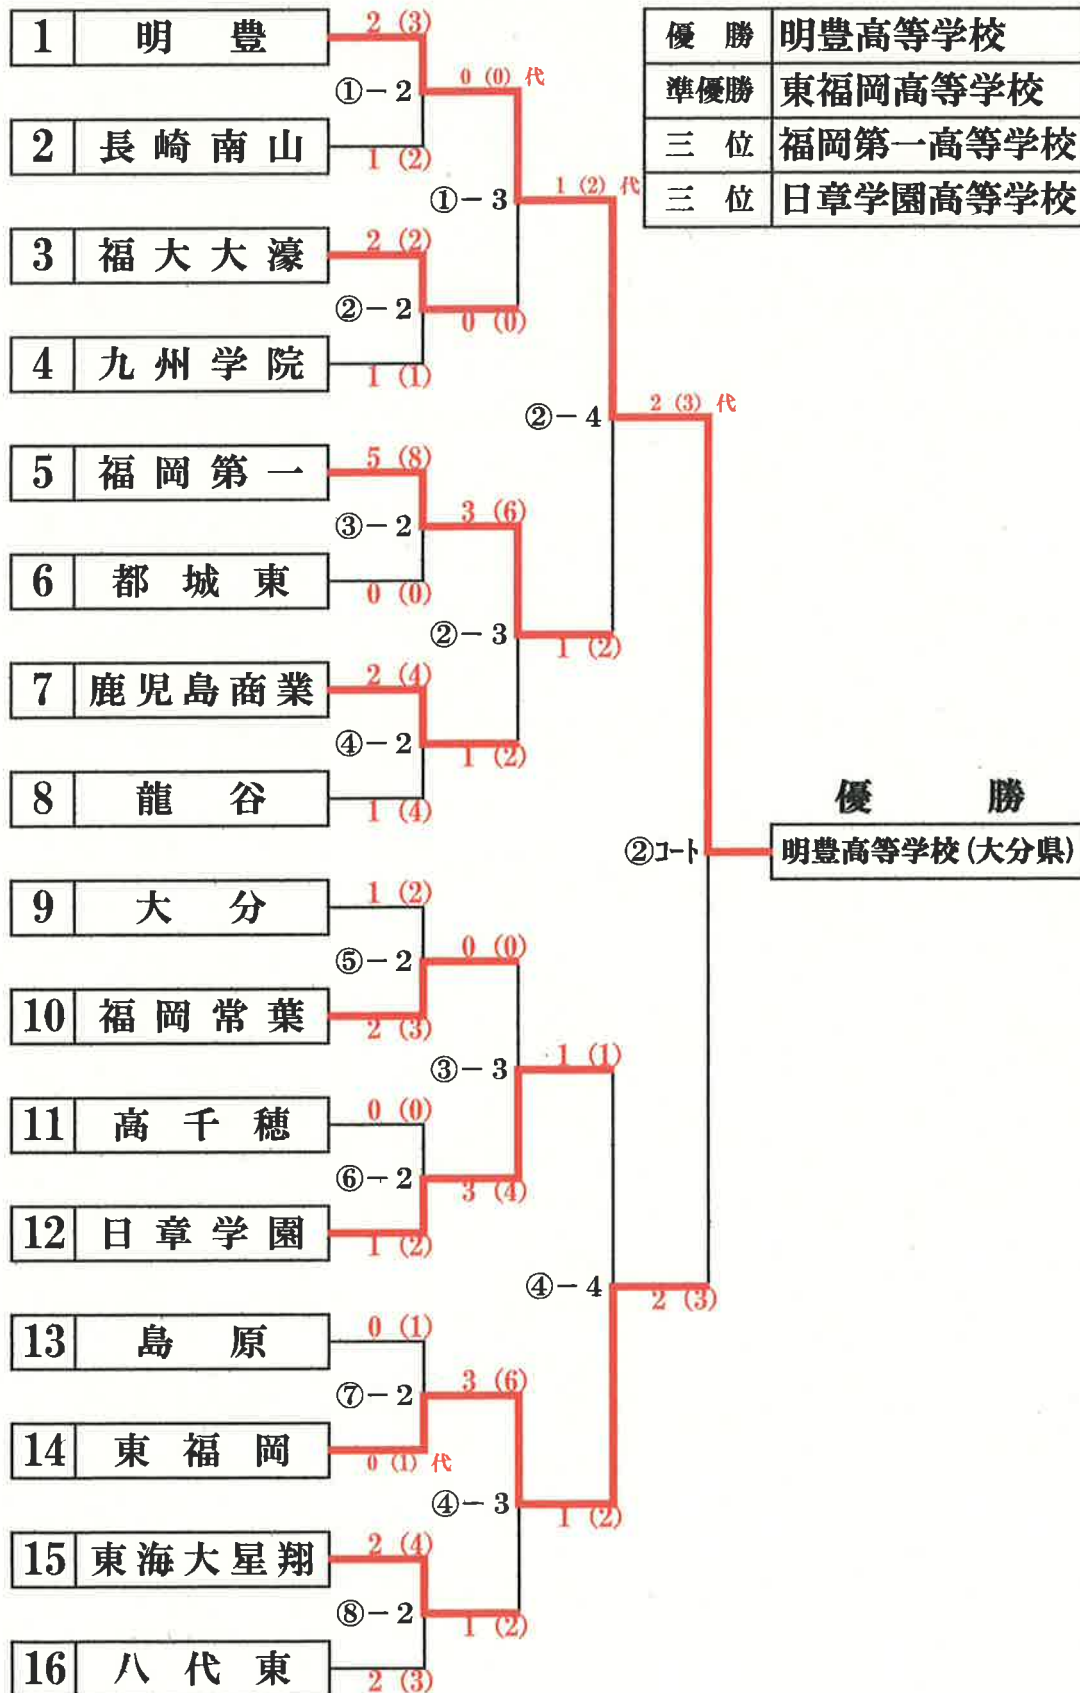 2 (3)
1 明豊
①-2
0 (0) 代
2 長崎南山
1 (2)
①-3
1 (2) 代
2 (2)
3 福大大濠
②-2
0 (0)
4 九州学院
1 (1)
②-4
2 (3) 代
5 (8)
5 福岡第一
③-2
3 (6)
6 都城東
0 (0)
②-3
1 (2)
2 (4)
7 鹿児島商業
④-2
1 (2)
8 龍谷
1 (4)
優勝 明豊高等学校
準優勝 東福岡高等学校
三位 福岡第一高等学校
三位 日章学園高等学校
優勝
②コート
明豊高等学校(大分県)
1 (2)
9 大分
⑤-2
0 (0)
10 福岡常葉
2 (3)
③-3
1 (1)
0 (0)
11 高千穂
⑥-2
3 (4)
12 日章学園
1 (2)
④-4
2 (3)
0 (1)
13 島原
⑦-2
3 (6)
14 東福岡
0 (1) 代
④-3
1 (2)
2 (4)
15 東海大星翔
⑧-2
1 (2)
16 八代東
2 (3)